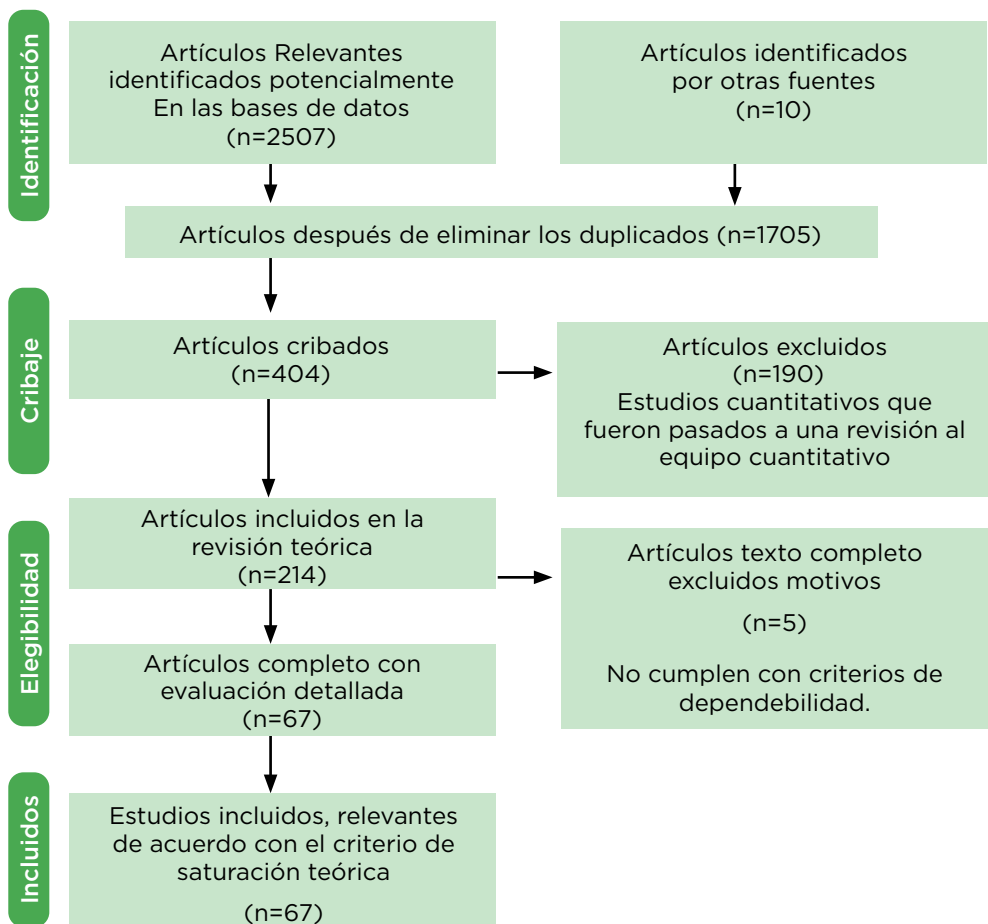 Identificación
Artículos Relevantes
identificados potencialmente
En las bases de datos
(n=2507)
Artículos identificados
por otras fuentes
(n=10)
Artículos después de eliminar los duplicados (n=1705)
Cribaje
Artículos cribados
(n=404)
Artículos excluidos
(n=190)
Estudios cuantitativos que
fueron pasados a una revisión al
equipo cuantitativo
Elegibilidad
Artículos incluidos en la
revisión teórica
(n=214)
Artículos texto completo
excluidos motivos
(n=5)
No cumplen con criterios de
dependebilidad.
Artículos completo con
evaluación detallada
(n=67)
Incluidos
Estudios incluidos, relevantes
de acuerdo con el criterio de
saturación teórica
(n=67)